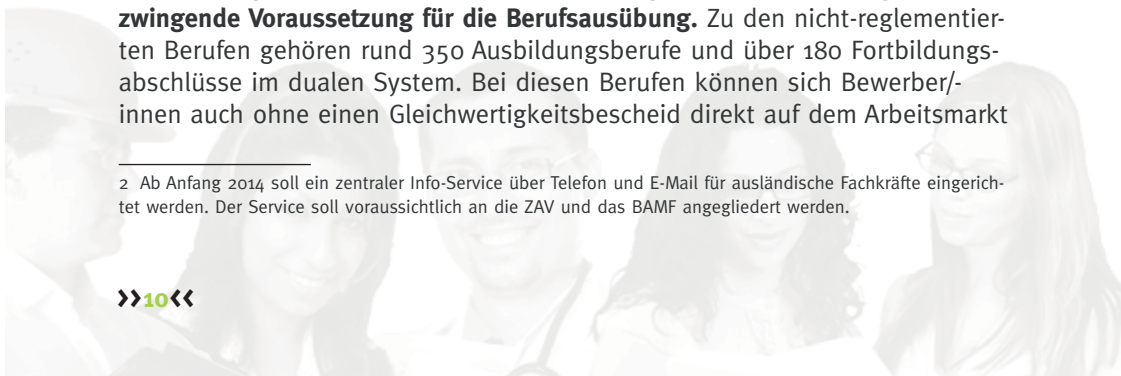 zwingende Voraussetzung für die Berufsausübung. Zu den nicht-reglementier-
ten Berufen gehören rund 350 Ausbildungsberufe und über 180 Fortbildungs-
abschlüsse im dualen System. Bei diesen Berufen können sich Bewerber/-
innen auch ohne einen Gleichwertigkeitsbescheid direkt auf dem Arbeitsmarkt
2 Ab Anfang 2014 soll ein zentraler Info-Service über Telefon und E-Mail für ausländische Fachkräfte eingerich-
tet werden. Der Service soll voraussichtlich an die ZAV und das BAMF angegliedert werden.
>>10<<